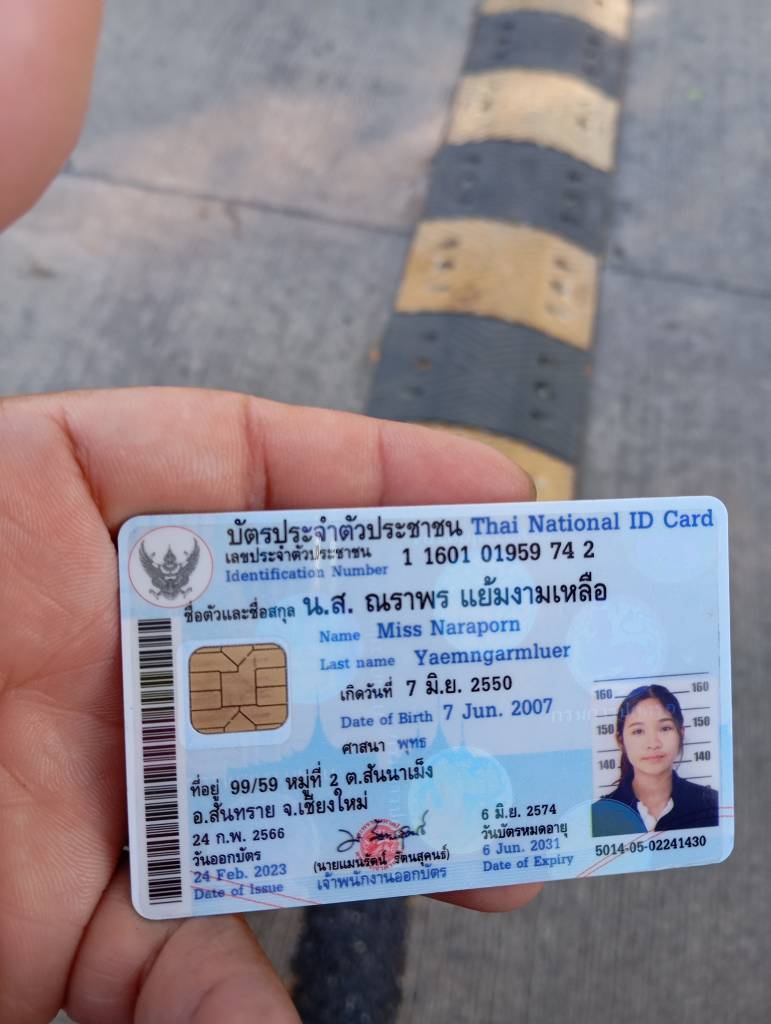 บัตรประจำตัวประชาชน Thai National ID Card
เลขประจำตัวประชาชน 1 1601 01959 74 2
Identification Number
ชื่อตัวและชื่อสกุล น.ส. ณราพร แย้มงามเหลือ
Name Miss Naraporn
Last name Yaemngarmluer
เกิดวันที่ 7 มิ.ย. 2550
Date of Birth 7 Jun. 2007
ศาสนา พุทธ
ที่อยู่ 99/59 หมู่ที่ 2 ต.สันนาเม็ง
อ.สันทราย จ.เชียงใหม่
24 ก.พ. 2566
วันออกบัตร
24 Feb. 2023
Date of Issue
(นายแมนรัตน์ รัตนสุคนธ์)
เจ้าพนักงานออกบัตร
6 มิ.ย. 2574
วันบัตรหมดอายุ
6 Jun. 2031
Date of Expiry
160 160
150 150
140 140
5014-05-02241430